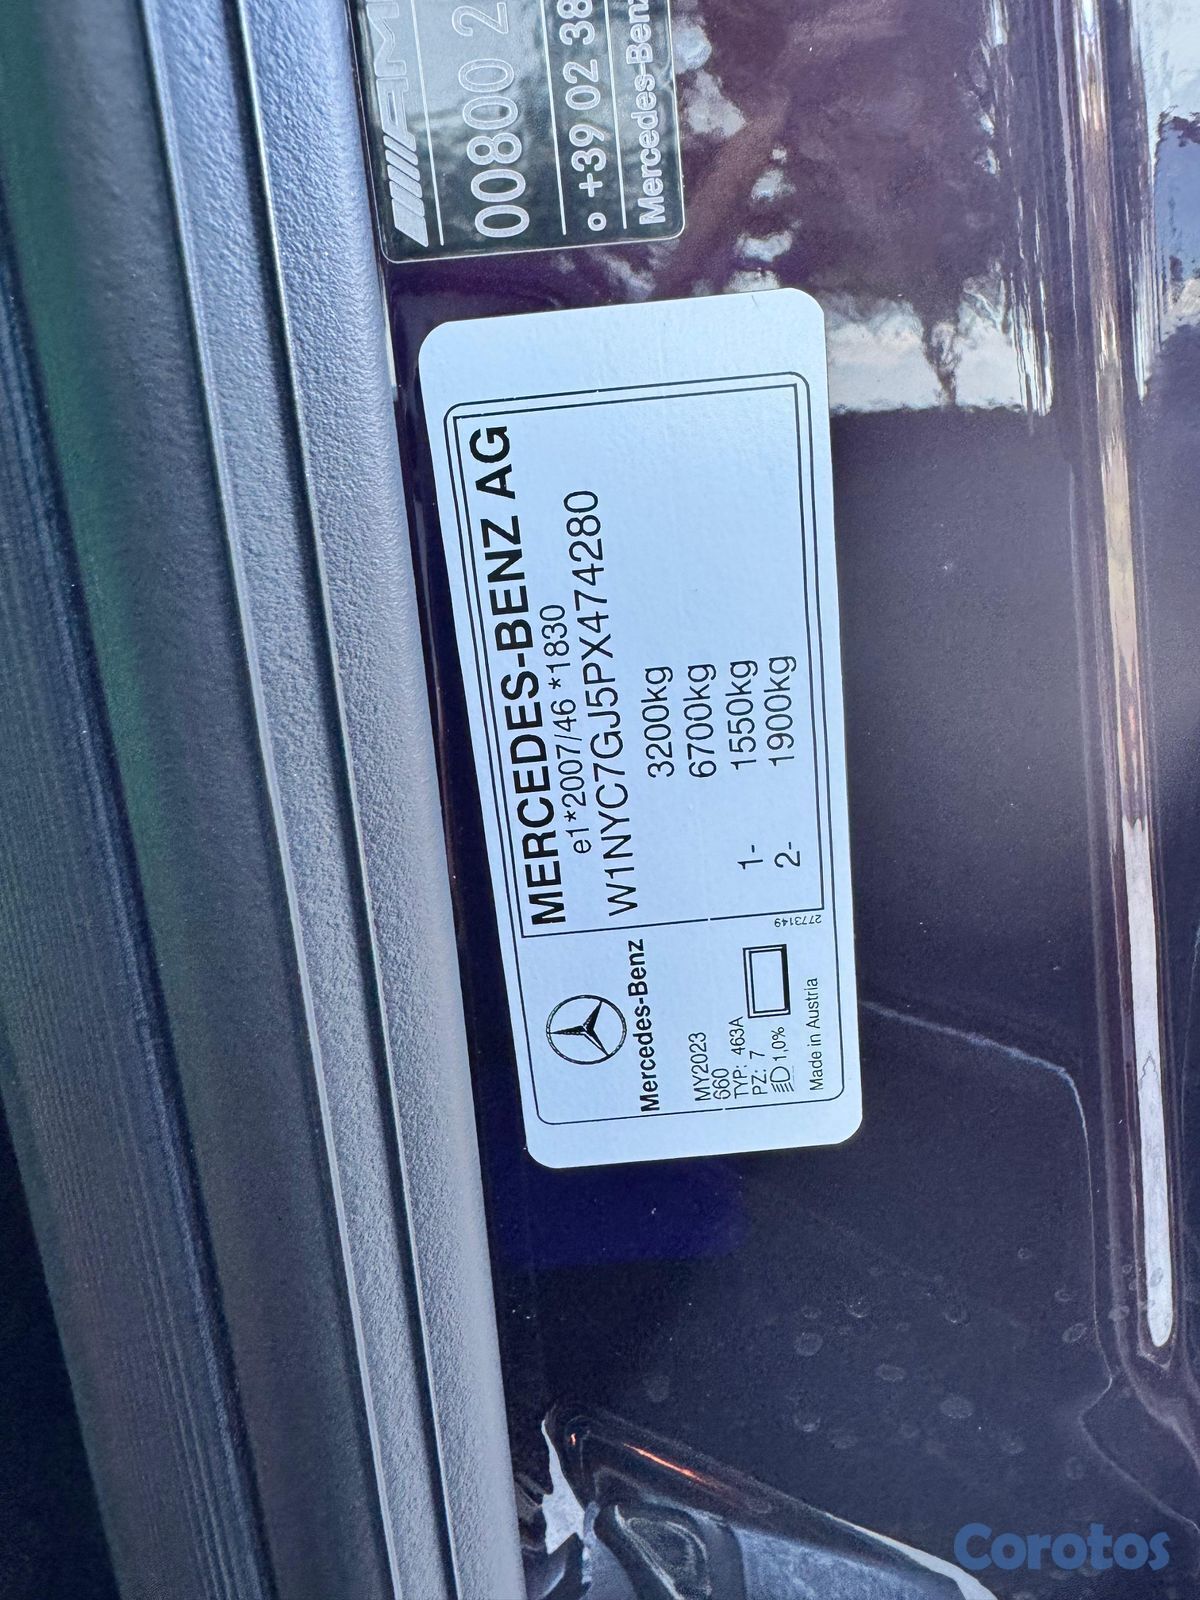 AMG
00800 2
+39 02 38
Mercedes-Benz
MERCEDES-BENZ AG
e1*2007/46 *1830
W1NYC7GJ5PX474280
3200kg
6700kg
1- 1550kg
2- 1900kg
2773149
Mercedes-Benz
MY2023
660
TYP: 463A
PZ: 7
1,0%
Made in Austria
Corotos